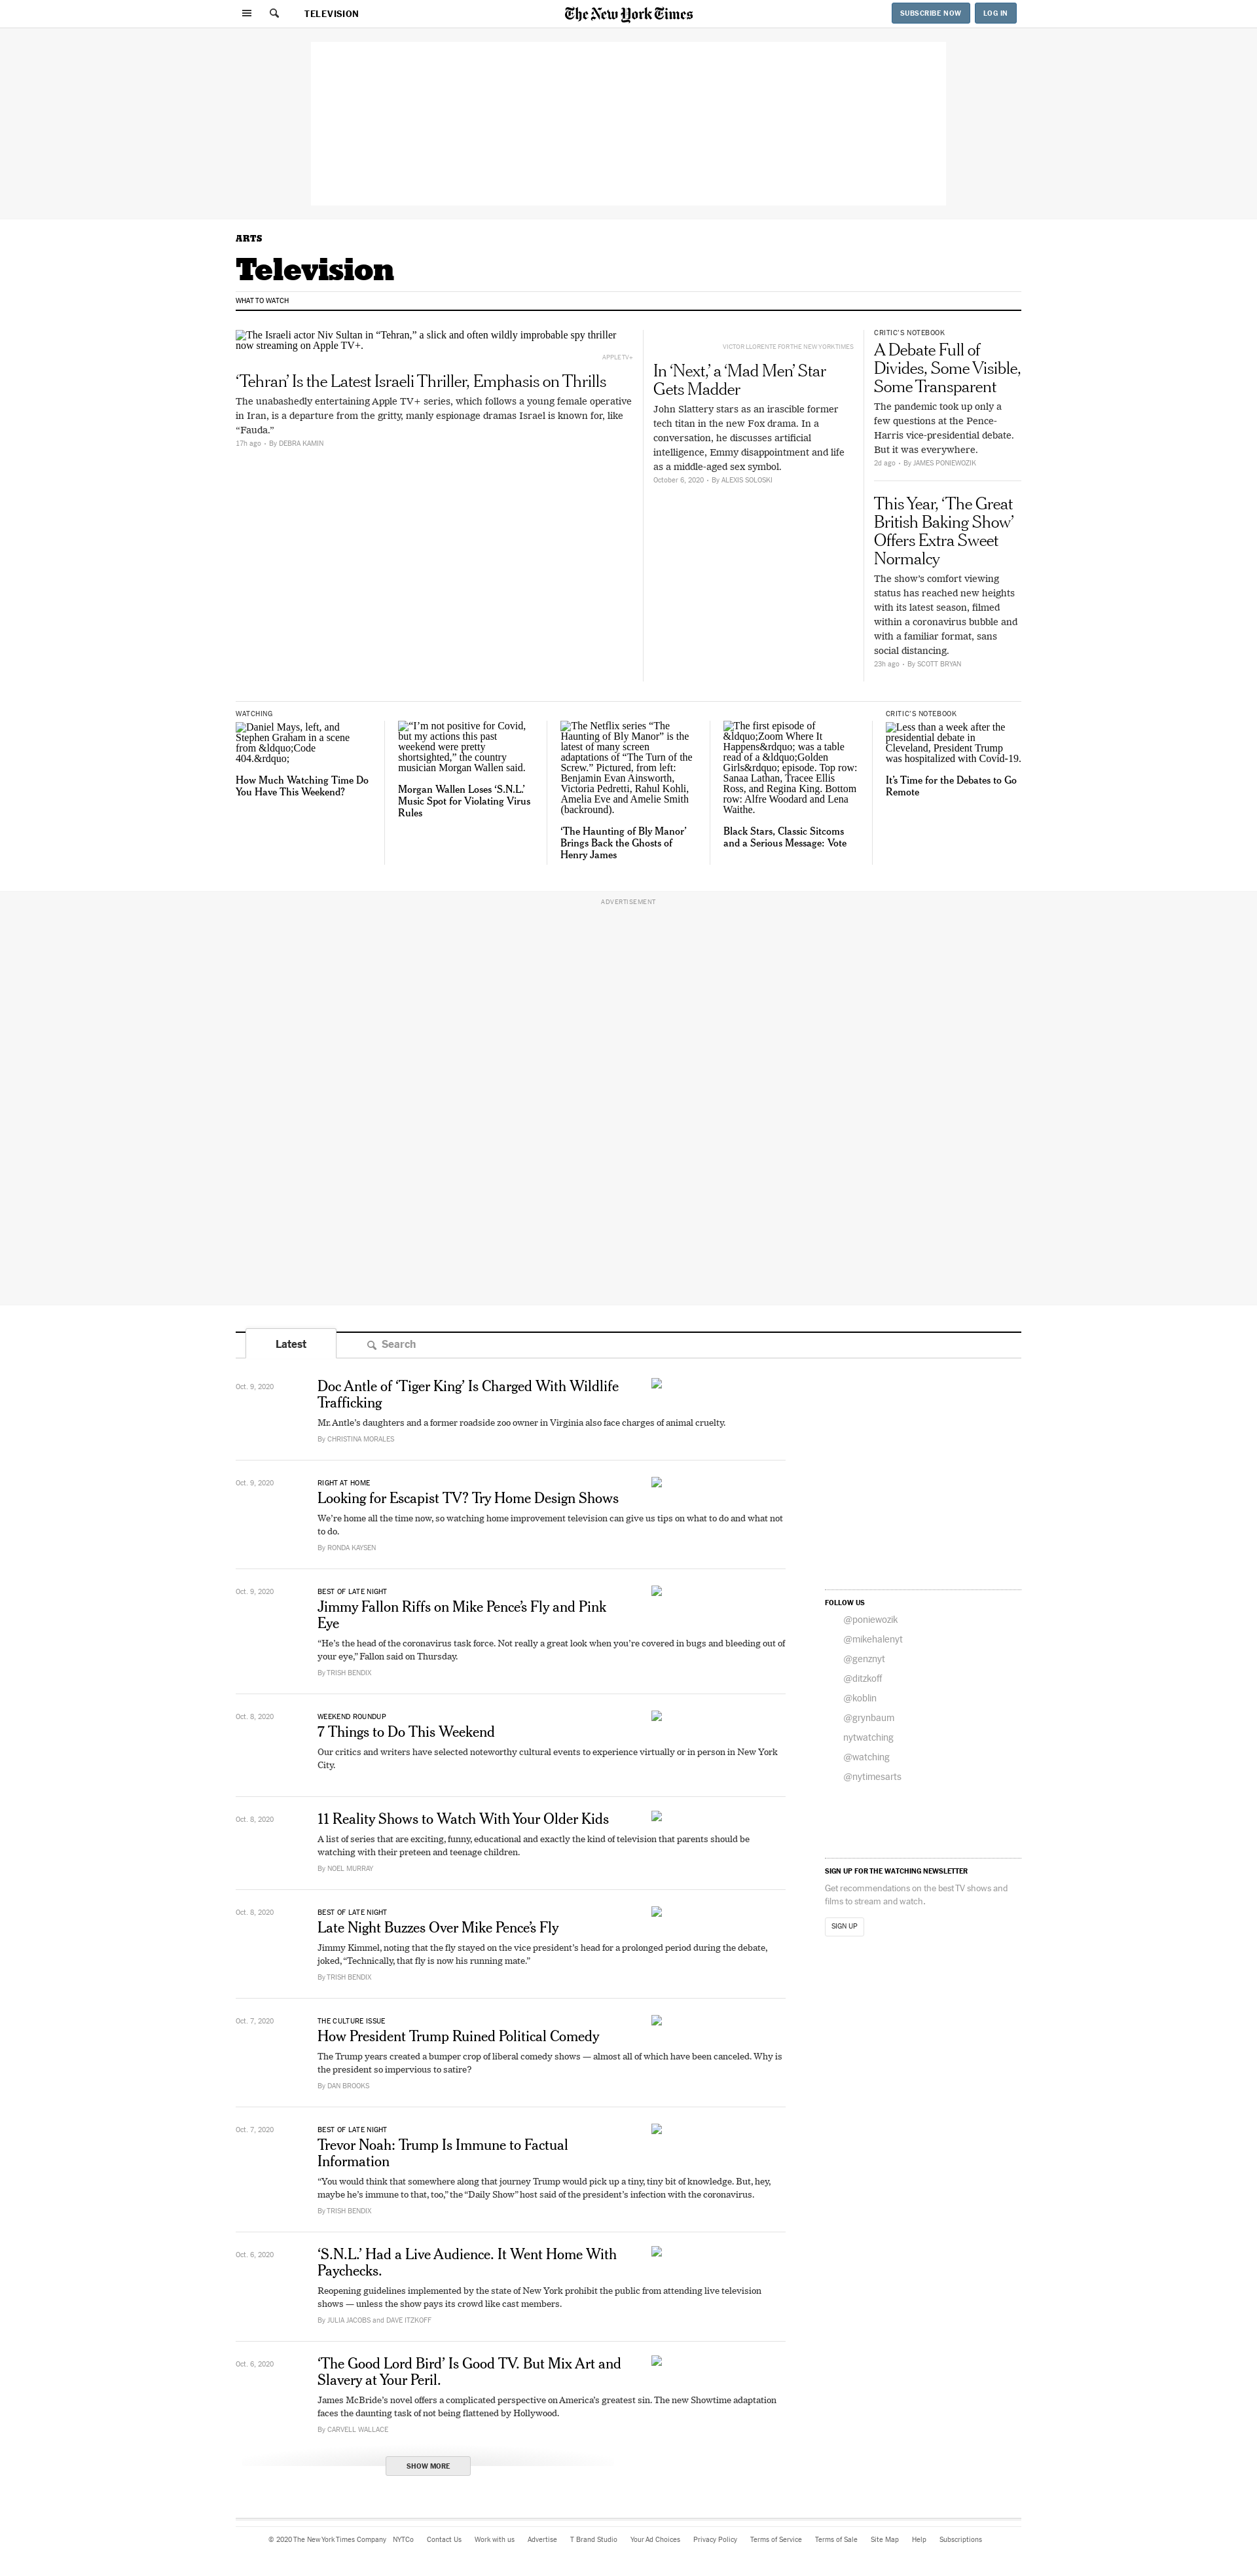 TELEVISION
The New York Times
SUBSCRIBE NOW
LOG IN
ARTS
Television
WHAT TO WATCH
The Israeli actor Niv Sultan in “Tehran,” a slick and often wildly improbable spy thriller
now streaming on Apple TV+.
APPLE TV+
‘Tehran’ Is the Latest Israeli Thriller, Emphasis on Thrills
The unabashedly entertaining Apple TV+ series, which follows a young female operative
in Iran, is a departure from the gritty, manly espionage dramas Israel is known for, like
“Fauda.”
17h ago • By DEBRA KAMIN
VICTOR LLORENTE FOR THE NEW YORK TIMES
In ‘Next,’ a ‘Mad Men’ Star
Gets Madder
John Slattery stars as an irascible former
tech titan in the new Fox drama. In a
conversation, he discusses artificial
intelligence, Emmy disappointment and life
as a middle-aged sex symbol.
October 6, 2020 • By ALEXIS SOLOSKI
CRITIC’S NOTEBOOK
A Debate Full of
Divides, Some Visible,
Some Transparent
The pandemic took up only a
few questions at the Pence-
Harris vice-presidential debate.
But it was everywhere.
2d ago • By JAMES PONIEWOZIK
This Year, ‘The Great
British Baking Show’
Offers Extra Sweet
Normalcy
The show’s comfort viewing
status has reached new heights
with its latest season, filmed
within a coronavirus bubble and
with a familiar format, sans
social distancing.
23h ago • By SCOTT BRYAN
WATCHING
Daniel Mays, left, and
Stephen Graham in a scene
from &ldquo;Code
404.&rdquo;
How Much Watching Time Do
You Have This Weekend?
“I’m not positive for Covid,
but my actions this past
weekend were pretty
shortsighted,” the country
musician Morgan Wallen said.
Morgan Wallen Loses ‘S.N.L.’
Music Spot for Violating Virus
Rules
The Netflix series “The
Haunting of Bly Manor” is the
latest of many screen
adaptations of “The Turn of the
Screw.” Pictured, from left:
Benjamin Evan Ainsworth,
Victoria Pedretti, Rahul Kohli,
Amelia Eve and Amelie Smith
(backround).
‘The Haunting of Bly Manor’
Brings Back the Ghosts of
Henry James
The first episode of
&ldquo;Zoom Where It
Happens&rdquo; was a table
read of a &ldquo;Golden
Girls&rdquo; episode. Top row:
Sanaa Lathan, Tracee Ellis
Ross, and Regina King. Bottom
row: Alfre Woodard and Lena
Waithe.
Black Stars, Classic Sitcoms
and a Serious Message: Vote
CRITIC’S NOTEBOOK
Less than a week after the
presidential debate in
Cleveland, President Trump
was hospitalized with Covid-19.
It’s Time for the Debates to Go
Remote
ADVERTISEMENT
Latest
Search
Oct. 9, 2020
Doc Antle of ‘Tiger King’ Is Charged With Wildlife
Trafficking
Mr. Antle’s daughters and a former roadside zoo owner in Virginia also face charges of animal cruelty.
By CHRISTINA MORALES
Oct. 9, 2020
RIGHT AT HOME
Looking for Escapist TV? Try Home Design Shows
We’re home all the time now, so watching home improvement television can give us tips on what to do and what not
to do.
By RONDA KAYSEN
Oct. 9, 2020
BEST OF LATE NIGHT
Jimmy Fallon Riffs on Mike Pence’s Fly and Pink
Eye
“He’s the head of the coronavirus task force. Not really a great look when you’re covered in bugs and bleeding out of
your eye,” Fallon said on Thursday.
By TRISH BENDIX
Oct. 8, 2020
WEEKEND ROUNDUP
7 Things to Do This Weekend
Our critics and writers have selected noteworthy cultural events to experience virtually or in person in New York
City.
Oct. 8, 2020
11 Reality Shows to Watch With Your Older Kids
A list of series that are exciting, funny, educational and exactly the kind of television that parents should be
watching with their preteen and teenage children.
By NOEL MURRAY
Oct. 8, 2020
BEST OF LATE NIGHT
Late Night Buzzes Over Mike Pence’s Fly
Jimmy Kimmel, noting that the fly stayed on the vice president’s head for a prolonged period during the debate,
joked, “Technically, that fly is now his running mate.”
By TRISH BENDIX
Oct. 7, 2020
THE CULTURE ISSUE
How President Trump Ruined Political Comedy
The Trump years created a bumper crop of liberal comedy shows — almost all of which have been canceled. Why is
the president so impervious to satire?
By DAN BROOKS
Oct. 7, 2020
BEST OF LATE NIGHT
Trevor Noah: Trump Is Immune to Factual
Information
“You would think that somewhere along that journey Trump would pick up a tiny, tiny bit of knowledge. But, hey,
maybe he’s immune to that, too,” the “Daily Show” host said of the president’s infection with the coronavirus.
By TRISH BENDIX
Oct. 6, 2020
‘S.N.L.’ Had a Live Audience. It Went Home With
Paychecks.
Reopening guidelines implemented by the state of New York prohibit the public from attending live television
shows — unless the show pays its crowd like cast members.
By JULIA JACOBS and DAVE ITZKOFF
Oct. 6, 2020
‘The Good Lord Bird’ Is Good TV. But Mix Art and
Slavery at Your Peril.
James McBride’s novel offers a complicated perspective on America’s greatest sin. The new Showtime adaptation
faces the daunting task of not being flattened by Hollywood.
By CARVELL WALLACE
SHOW MORE
FOLLOW US
@poniewozik
@mikehalenyt
@genznyt
@ditzkoff
@koblin
@grynbaum
nytwatching
@watching
@nytimesarts
SIGN UP FOR THE WATCHING NEWSLETTER
Get recommendations on the best TV shows and
films to stream and watch.
SIGN UP
© 2020 The New York Times Company NYTCo Contact Us Work with us Advertise T Brand Studio Your Ad Choices Privacy Policy Terms of Service Terms of Sale Site Map Help Subscriptions